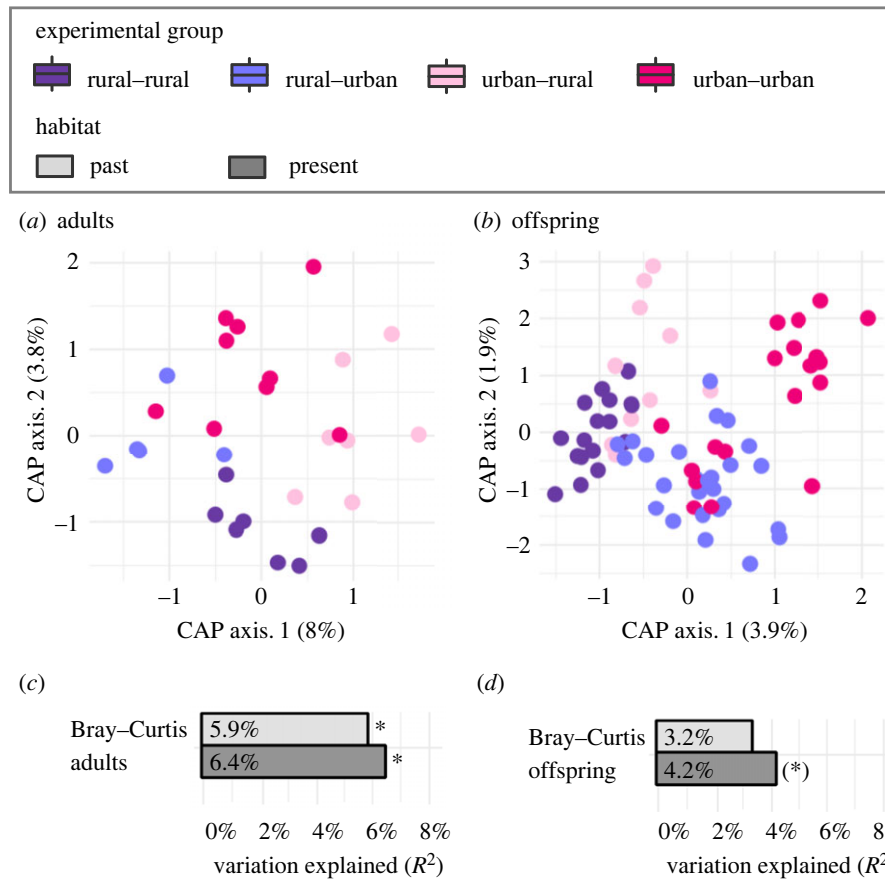 experimental group
rural–rural rural–urban urban–rural urban–urban
habitat
past present
(a) adults
2
1
0
–1
CAP axis. 2 (3.8%)
–1 0 1
CAP axis. 1 (8%)
(b) offspring
3
2
1
0
–1
–2
CAP axis. 2 (1.9%)
–1 0 1 2
CAP axis. 1 (3.9%)
(c)
Bray–Curtis 5.9% *
adults 6.4% *
0% 2% 4% 6% 8%
variation explained (R²)
(d)
Bray–Curtis 3.2%
offspring 4.2% (*)
0% 2% 4% 6% 8
variation explained (R²